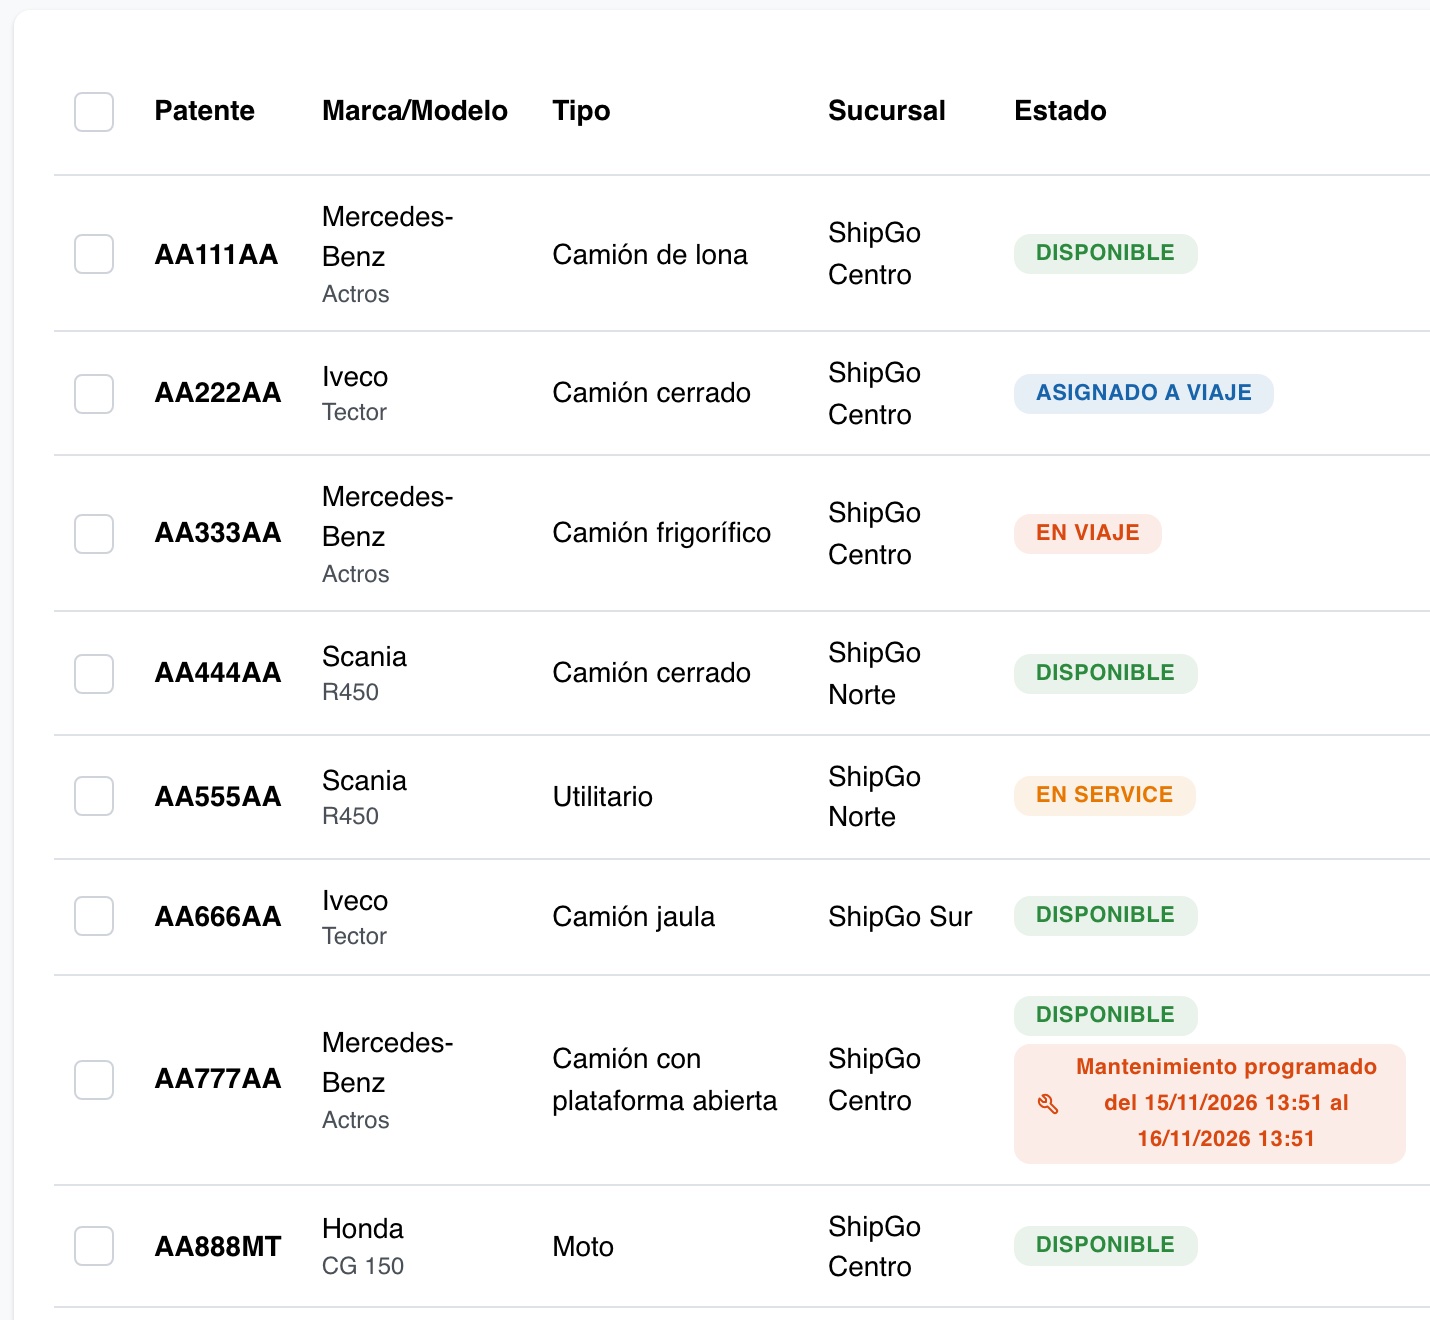 Patente Marca/Modelo Tipo Sucursal Estado
AA111AA
Mercedes-
Benz
Actros
Camión de lona
ShipGo
Centro
DISPONIBLE
AA222AA
Iveco
Tector
Camión cerrado
ShipGo
Centro
ASIGNADO A VIAJE
AA333AA
Mercedes-
Benz
Actros
Camión frigorífico
ShipGo
Centro
EN VIAJE
AA444AA
Scania
R450
Camión cerrado
ShipGo
Norte
DISPONIBLE
AA555AA
Scania
R450
Utilitario
ShipGo
Norte
EN SERVICE
AA666AA
Iveco
Tector
Camión jaula
ShipGo Sur
DISPONIBLE
AA777AA
Mercedes-
Benz
Actros
Camión con
plataforma abierta
ShipGo
Centro
DISPONIBLE
Mantenimiento programado
del 15/11/2026 13:51 al
16/11/2026 13:51
AA888MT
Honda
CG 150
Moto
ShipGo
Centro
DISPONIBLE